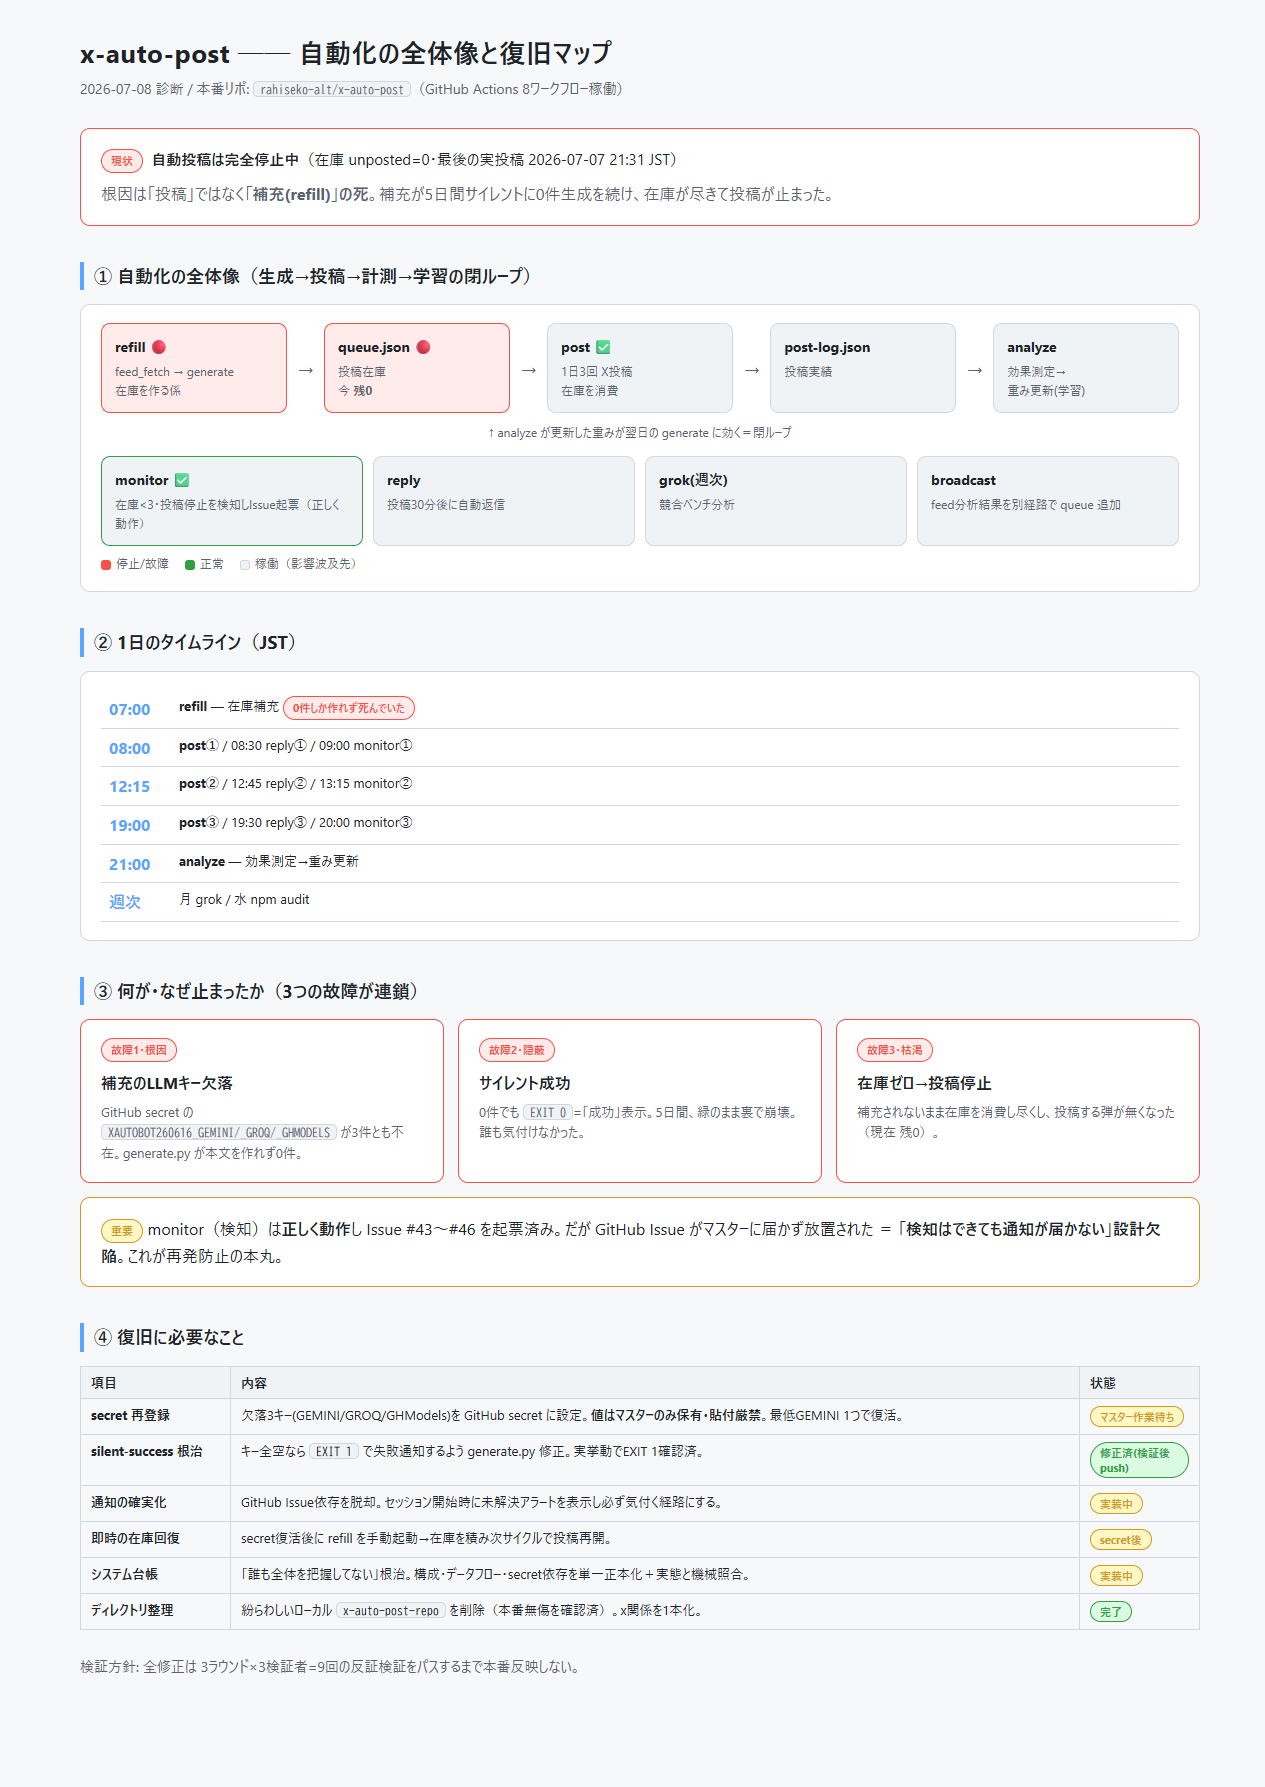 x-auto-post —— 自動化の全体像と復旧マップ
2026-07-08 診断 / 本番リポ: rahiseko-alt/x-auto-post（GitHub Actions 8ワークフロー稼働）
現状 自動投稿は完全停止中（在庫 unposted=0・最後の実投稿 2026-07-07 21:31 JST）
根因は「投稿」ではなく「補充(refill)」の死。補充が5日間サイレントに0件生成を続け、在庫が尽きて投稿が止まった。
① 自動化の全体像（生成→投稿→計測→学習の閉ループ）
refill 🔴
feed_fetch → generate
在庫を作る係
→
queue.json 🔴
投稿在庫
今 残0
→
post ✅
1日3回 X投稿
在庫を消費
→
post-log.json
投稿実績
→
analyze
効果測定→
重み更新(学習)
↑ analyze が更新した重みが翌日の generate に効く＝閉ループ
monitor ✅
在庫<3・投稿停止を検知しIssue起票（正しく
動作）
reply
投稿30分後に自動返信
grok(週次)
競合ベンチ分析
broadcast
feed分析結果を別経路で queue 追加
停止/故障 正常 稼働（影響波及先）
② 1日のタイムライン（JST）
07:00 refill — 在庫補充 0件しか作れず死んでいた
08:00 post① / 08:30 reply① / 09:00 monitor①
12:15 post② / 12:45 reply② / 13:15 monitor②
19:00 post③ / 19:30 reply③ / 20:00 monitor③
21:00 analyze — 効果測定→重み更新
週次 月 grok / 水 npm audit
③ 何が・なぜ止まったか（3つの故障が連鎖）
故障1・根因
補充のLLMキー欠落
GitHub secret の
XAUTOBOT260616_GEMINI/_GROQ/_GHMODELS が3件とも不
在。generate.py が本文を作れず0件。
故障2・隠蔽
サイレント成功
0件でも EXIT 0 =「成功」表示。5日間、緑のまま裏で崩壊。
誰も気付けなかった。
故障3・枯渇
在庫ゼロ→投稿停止
補充されないまま在庫を消費し尽くし、投稿する弾が無くなった
（現在 残0）。
重要 monitor（検知）は正しく動作し Issue #43〜#46 を起票済み。だが GitHub Issue がマスターに届かず放置された ＝ 「検知はできても通知が届かない」設計欠
陥。これが再発防止の本丸。
④ 復旧に必要なこと
項目 内容 状態
secret 再登録 欠落3キー(GEMINI/GROQ/GHModels)を GitHub secret に設定。値はマスターのみ保有・貼付厳禁。最低GEMINI 1つで復活。 マスター作業待ち
silent-success 根治 キー全空なら EXIT 1 で失敗通知するよう generate.py 修正。実挙動でEXIT 1確認済。 修正済(検証後
push)
通知の確実化 GitHub Issue依存を脱却。セッション開始時に未解決アラートを表示し必ず気付く経路にする。 実装中
即時の在庫回復 secret復活後に refill を手動起動→在庫を積み次サイクルで投稿再開。 secret後
システム台帳 「誰も全体を把握してない」根治。構成・データフロー・secret依存を単一正本化＋実態と機械照合。 実装中
ディレクトリ整理 紛らわしいローカル x-auto-post-repo を削除（本番無傷を確認済）。x関係を1本化。 完了
検証方針: 全修正は 3ラウンド×3検証者=9回の反証検証をパスするまで本番反映しない。